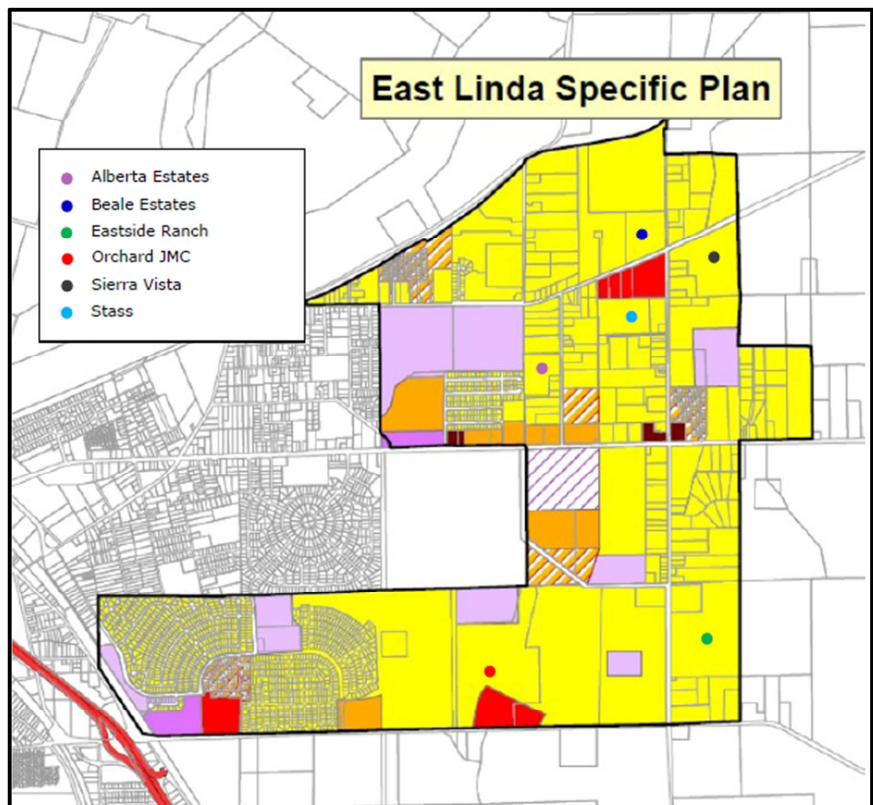 East Linda Specific Plan
Alberta Estates
Beale Estates
Eastside Ranch
Orchard JMC
Sierra Vista
Stass